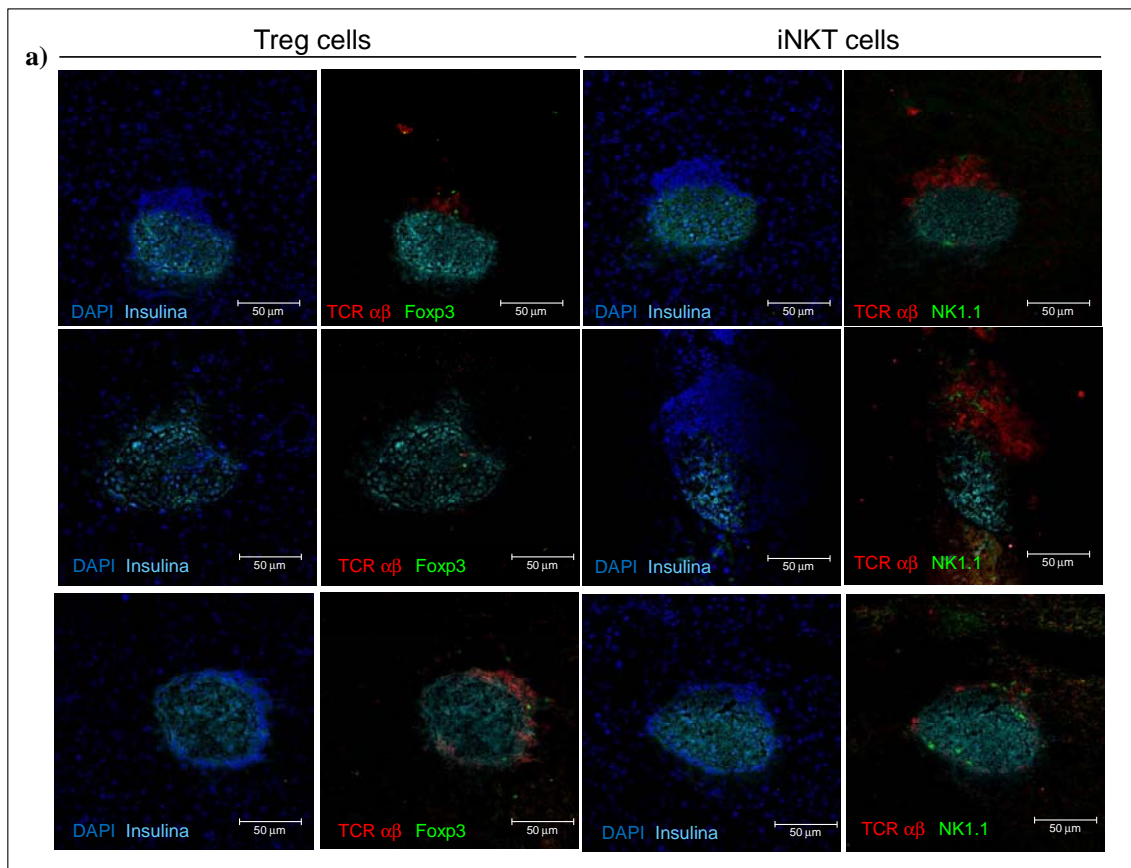 Treg cells iNKT cells
a)
DAPI Insulina 50 µm TCR αβ Foxp3 50 µm DAPI Insulina 50 µm TCR αβ NK1.1 50 µm
DAPI Insulina 50 µm TCR αβ Foxp3 50 µm DAPI Insulina 50 µm TCR αβ NK1.1 50 µm
DAPI Insulina 50 µm TCR αβ Foxp3 50 µm DAPI Insulina 50 µm TCR αβ NK1.1 50 µm